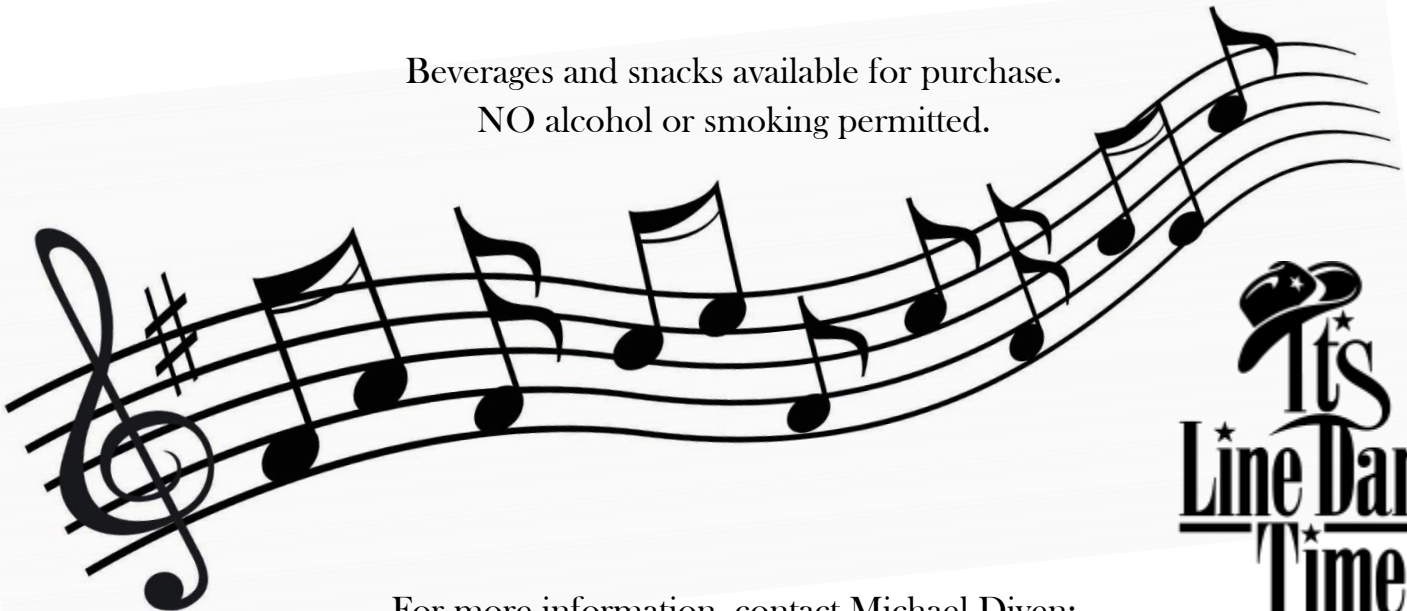 Beverages and snacks available for purchase.
NO alcohol or smoking permitted.
It's
Line Dan
Time
For more information, contact Michael Diven: